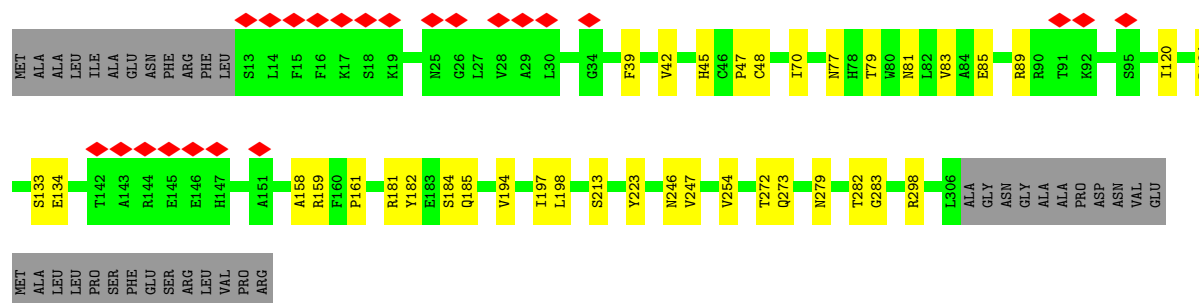 MET ALA ALA LEU ILE ALA GLU ASN PHE ARG PHE LEU S13 L14 F15 F16 K17 S18 K19 N25 G26 L27 V28 A29 L30 G34 F39 V42 H45 C46 P47 C48 I70 N77 H78 T79 W80 N81 L82 V83 A84 E85 R89 R90 T91 K92 S95 I120
S133 E134 T142 A143 R144 E145 E146 H147 A151 A158 R159 F160 P161 R181 Y182 E183 S184 Q185 V194 I197 L198 S213 Y223 N246 V247 V254 T272 Q273 N279 T282 G283 R298 L306 ALA GLY ASN GLY ALA ALA PRO ASP ASN VAL GLU
MET ALA LEU LEU PRO SER PHE GLU SER ARG LEU VAL PRO ARG